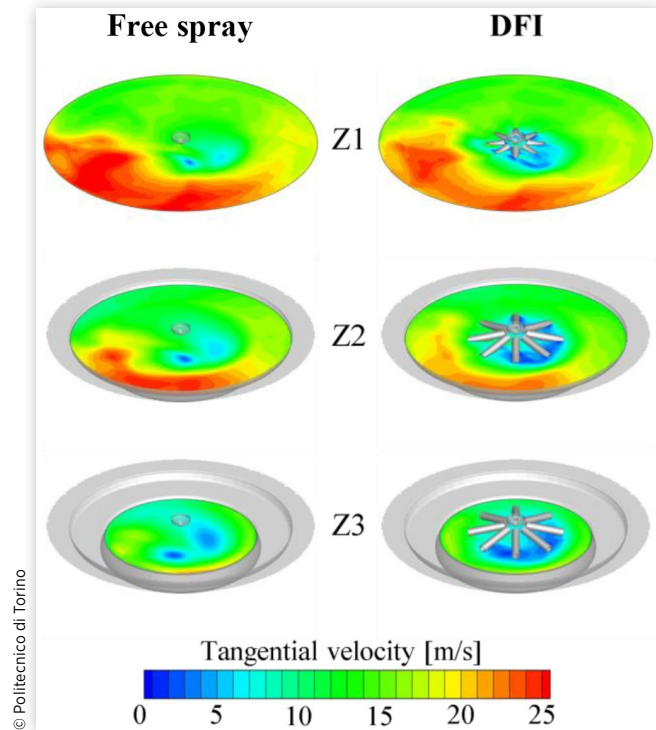 Free spray
DFI
Z1
Z2
Z3
Tangential velocity [m/s]
0 5 10 15 20 25
© Politecnico di Torino